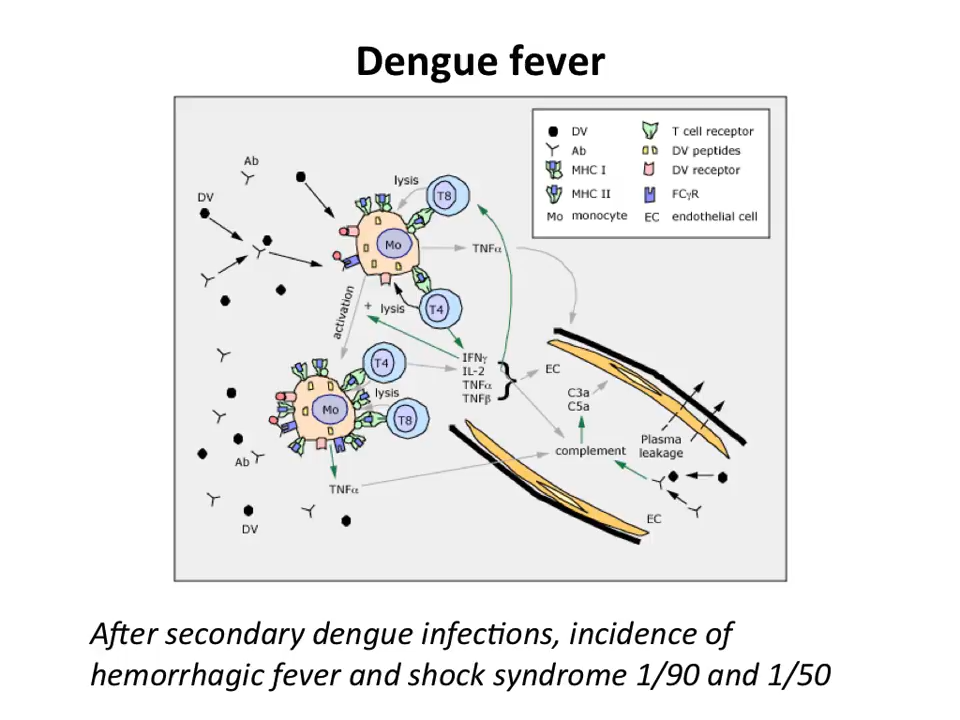 Dengue fever
DV
Ab
MHC I
MHC II
Mo monocyte
T cell receptor
DV peptides
DV receptor
FCγR
EC endothelial cell
Ab
DV
lysis
T8
Mo
TNFα
activation
+
lysis
T4
IFNγ
IL-2
TNFα
TNFβ
}
EC
C3a
C5a
T4
lysis
Mo
T8
complement
Plasma
leakage
Ab
TNFα
DV
EC
After secondary dengue infections, incidence of
hemorrhagic fever and shock syndrome 1/90 and 1/50